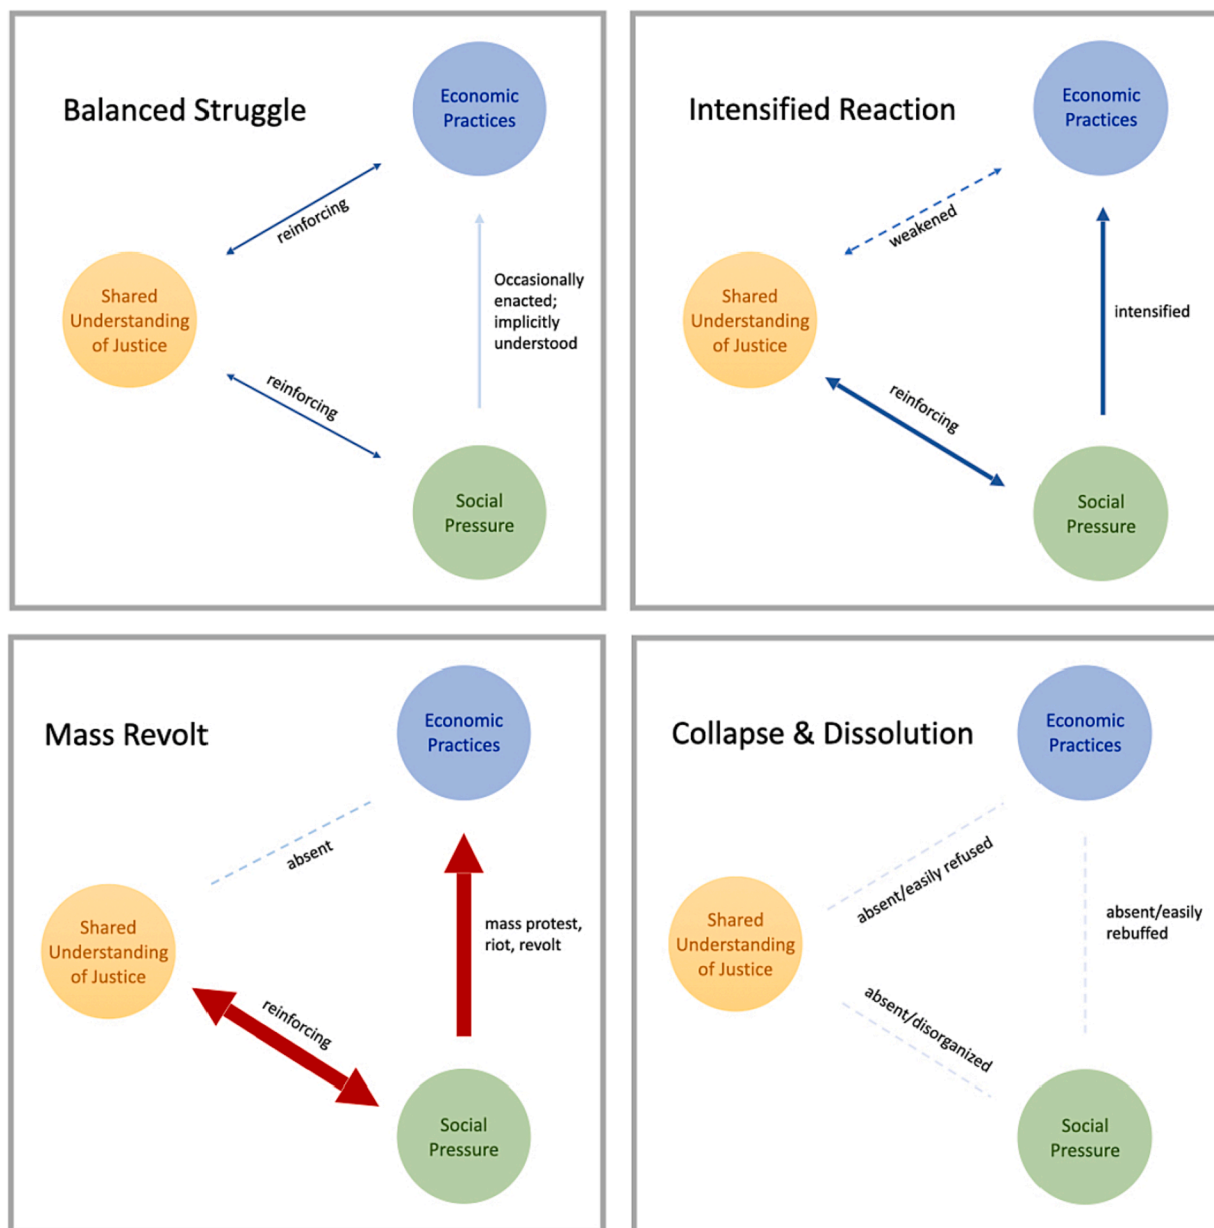 Balanced Struggle
Economic
Practices
reinforcing
Shared
Understanding
of Justice
Occasionally
enacted;
implicitly
understood
reinforcing
Social
Pressure
Intensified Reaction
Economic
Practices
weakened
Shared
Understanding
of Justice
intensified
reinforcing
Social
Pressure
Mass Revolt
Economic
Practices
absent
Shared
Understanding
of Justice
mass protest,
riot, revolt
reinforcing
Social
Pressure
Collapse & Dissolution
Economic
Practices
absent/easily refused
Shared
Understanding
of Justice
absent/easily
rebuffed
absent/disorganized
Social
Pressure